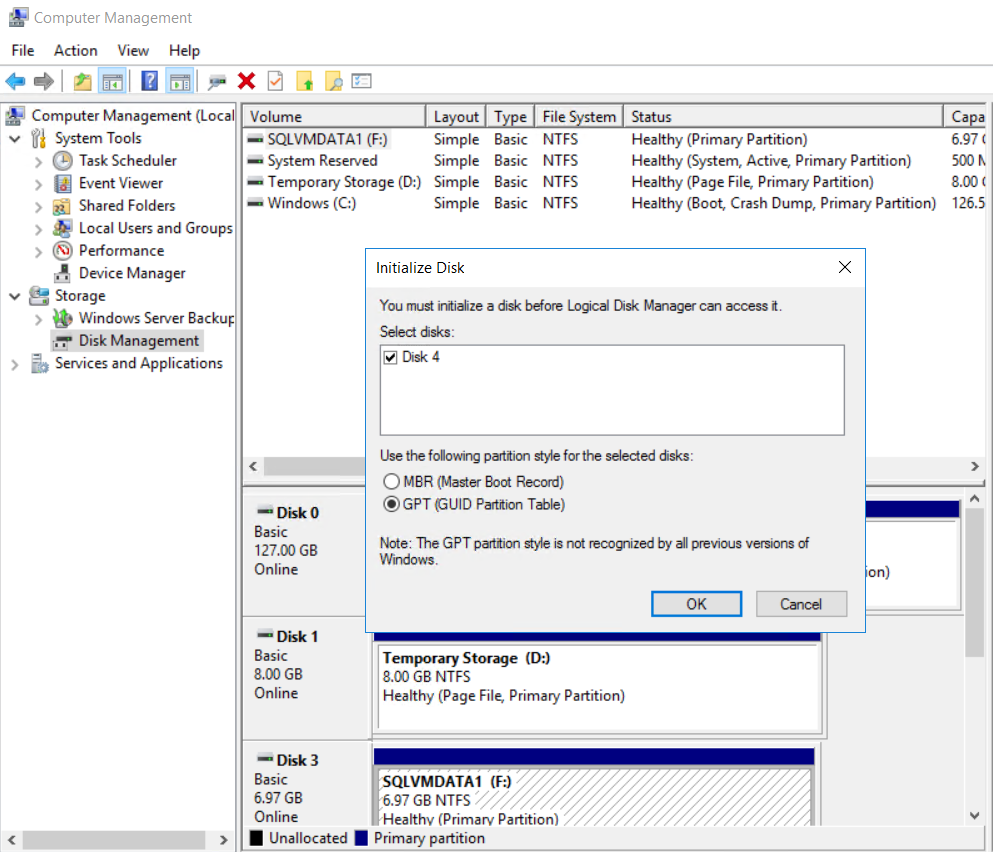 Computer Management
File Action View Help
Computer Management (Local
System Tools
Task Scheduler
Event Viewer
Shared Folders
Local Users and Groups
Performance
Device Manager
Storage
Windows Server Backup
Disk Management
Services and Applications
Volume Layout Type File System Status Capa
SQLVMDATA1 (F:) Simple Basic NTFS Healthy (Primary Partition) 6.97 G
System Reserved Simple Basic NTFS Healthy (System, Active, Primary Partition) 500 M
Temporary Storage (D:) Simple Basic NTFS Healthy (Page File, Primary Partition) 8.00 G
Windows (C:) Simple Basic NTFS Healthy (Boot, Crash Dump, Primary Partition) 126.5
Initialize Disk
You must initialize a disk before Logical Disk Manager can access it.
Select disks:
Disk 4
Use the following partition style for the selected disks:
MBR (Master Boot Record)
GPT (GUID Partition Table)
Note: The GPT partition style is not recognized by all previous versions of
Windows.
OK Cancel
Disk 0
Basic
127.00 GB
Online
ion)
Disk 1
Basic
8.00 GB
Online
Temporary Storage (D:)
8.00 GB NTFS
Healthy (Page File, Primary Partition)
Disk 3
Basic
6.97 GB
Online
SQLVMDATA1 (F:)
6.97 GB NTFS
Healthy (Primary Partition)
Unallocated Primary partition